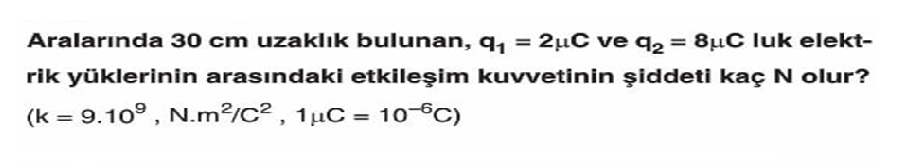 Aralarında 30 cm uzaklık bulunan, q₁ = 2μC ve q₂ = 8μC luk elekt-
rik yüklerinin arasındaki etkileşim kuvvetinin şiddeti kaç N olur?
(k = 9.10⁹ , N.m²/C² , 1μC = 10⁻⁶C)